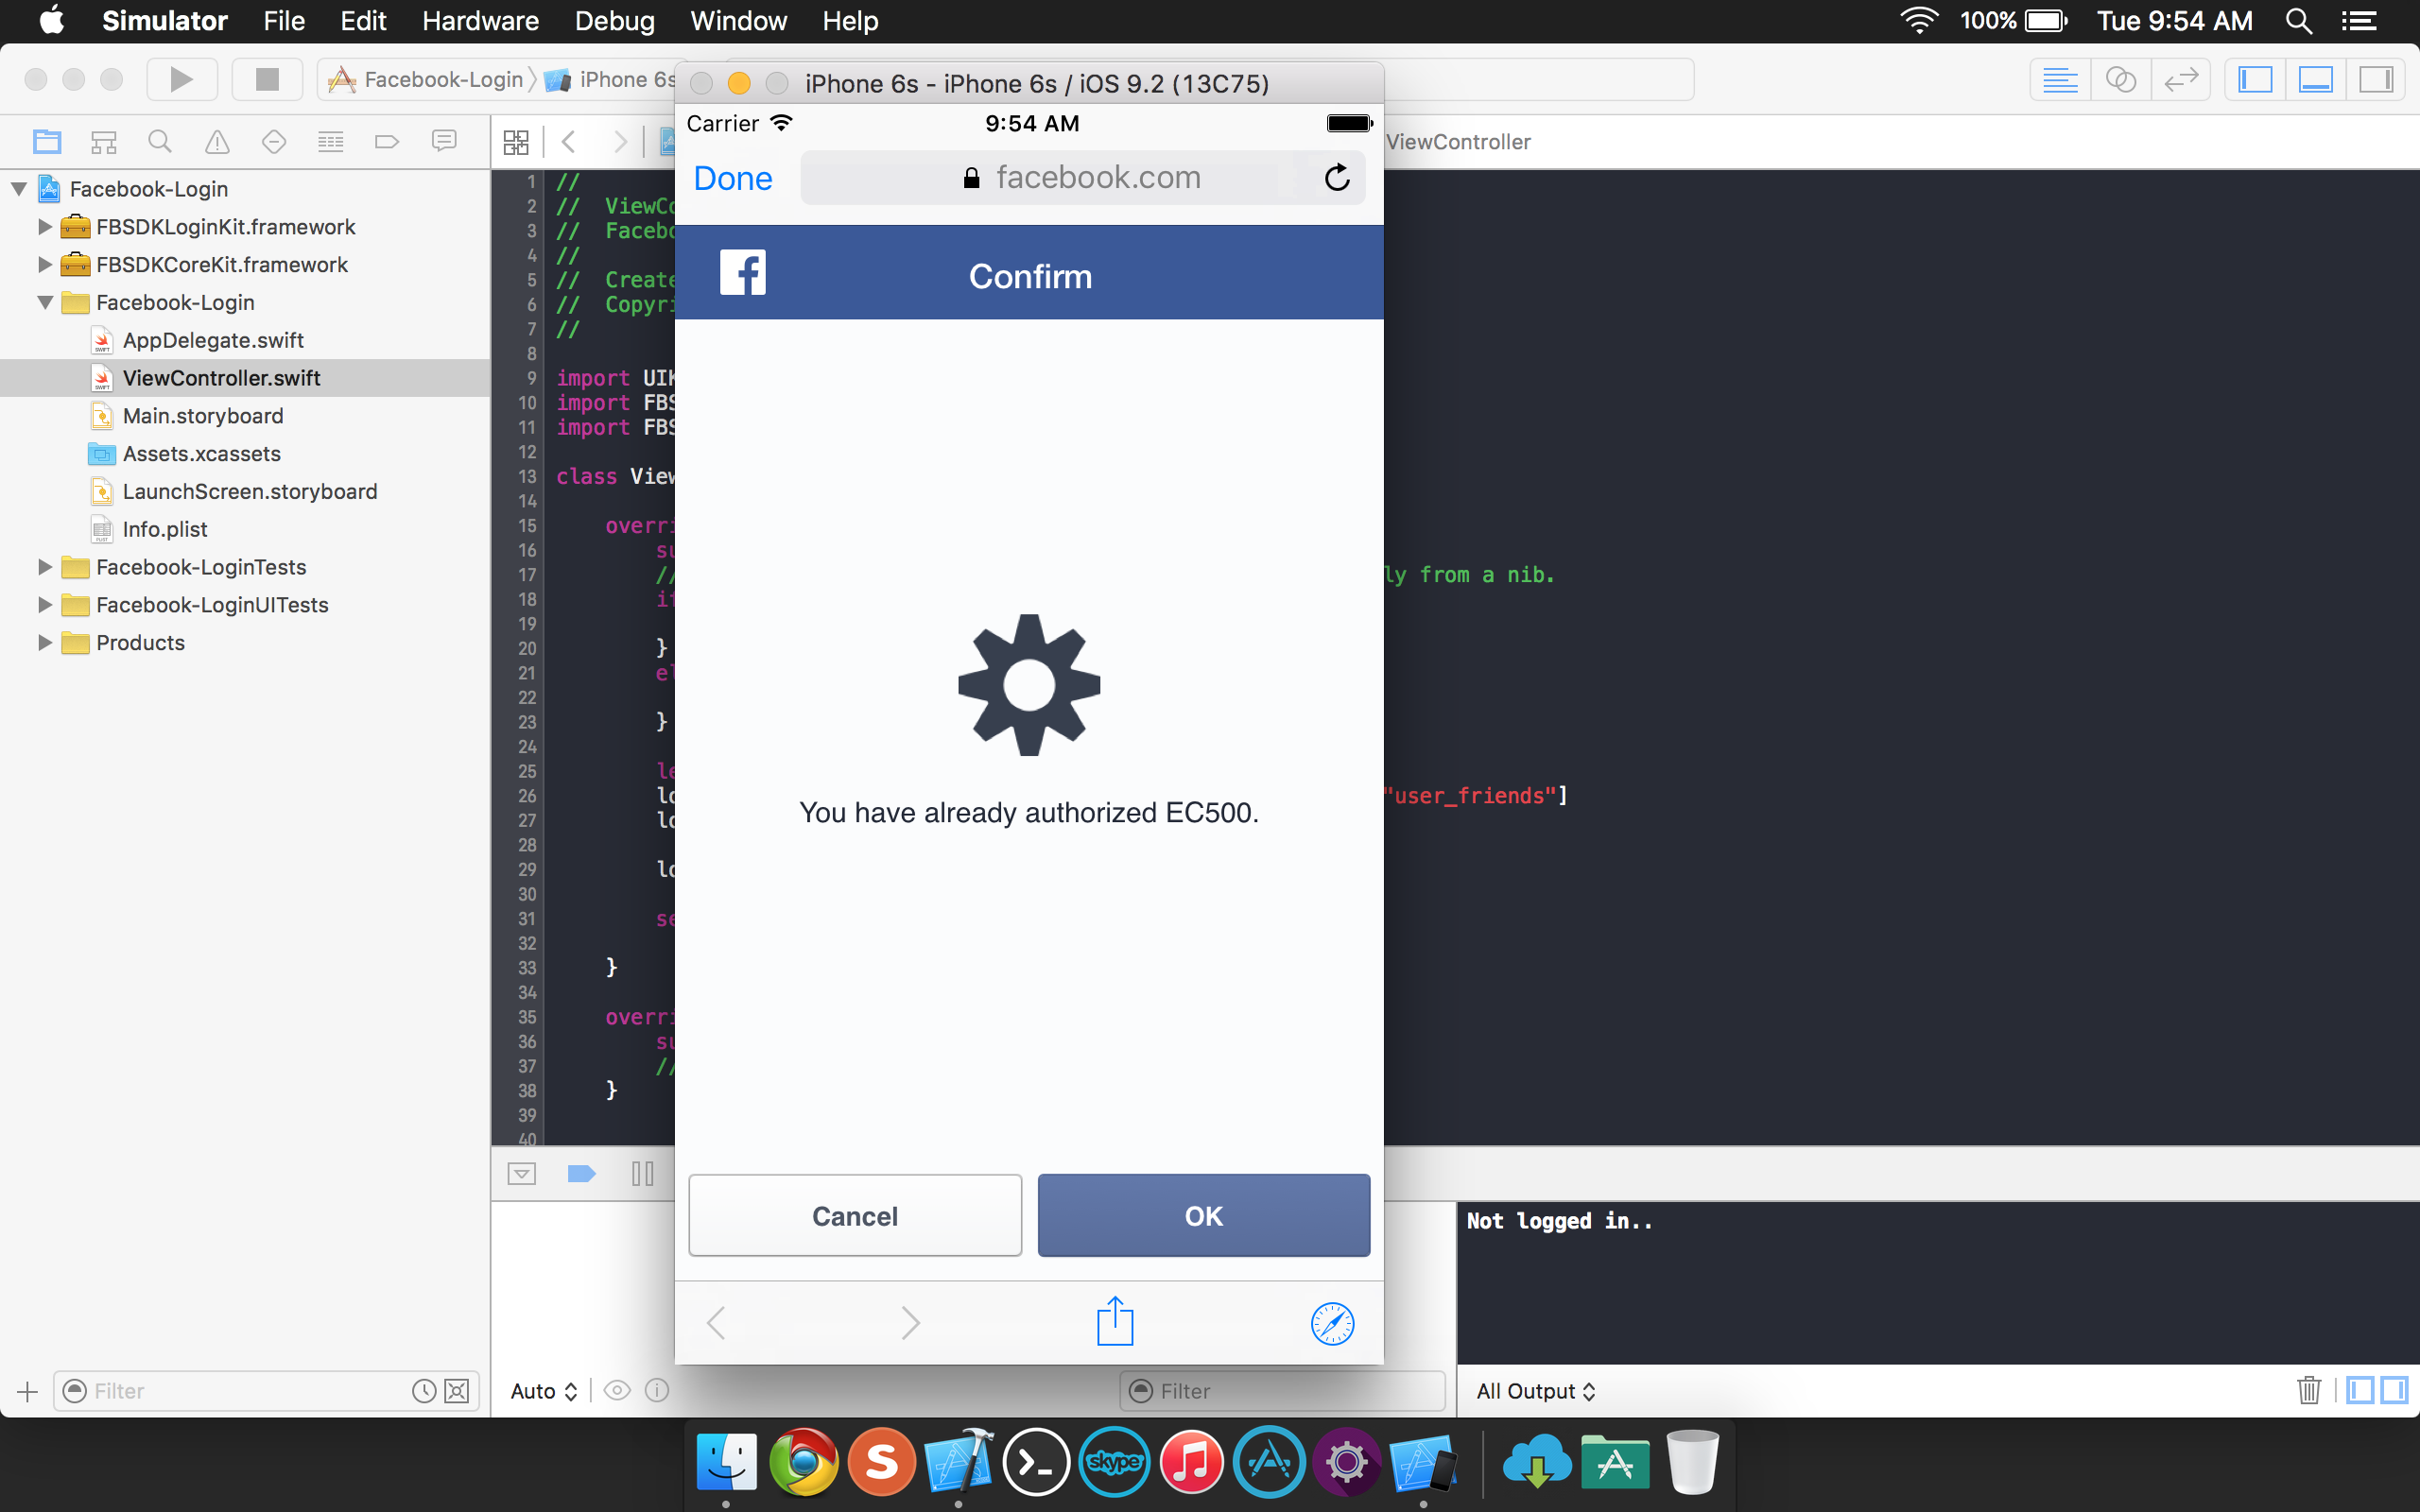 Simulator File Edit Hardware Debug Window Help 100% Tue 9:54 AM
Facebook-Login iPhone 6s
iPhone 6s - iPhone 6s / iOS 9.2 (13C75)
Carrier 9:54 AM
Done facebook.com
ViewController
Confirm
You have already authorized EC500.
Cancel OK
Facebook-Login
FBSDKLoginKit.framework
FBSDKCoreKit.framework
Facebook-Login
AppDelegate.swift
ViewController.swift
Main.storyboard
Assets.xcassets
LaunchScreen.storyboard
Info.plist
Facebook-LoginTests
Facebook-LoginUITests
Products
Filter
1 //
2 // ViewCo
3 // Facebo
4 //
5 // Create
6 // Copyri
7 //
8
9 import UIK
10 import FBS
11 import FBS
12
13 class View
14
15 overri
16 su
17 // ly from a nib.
18 if
19
20 }
21 el
22
23 }
24
25 le
26 lo "user_friends"]
27 lo
28
29 lo
30
31 se
32
33 }
34
35 overri
36 su
37 //
38 }
39
40
Not logged in..
Auto Filter All Output
S skype